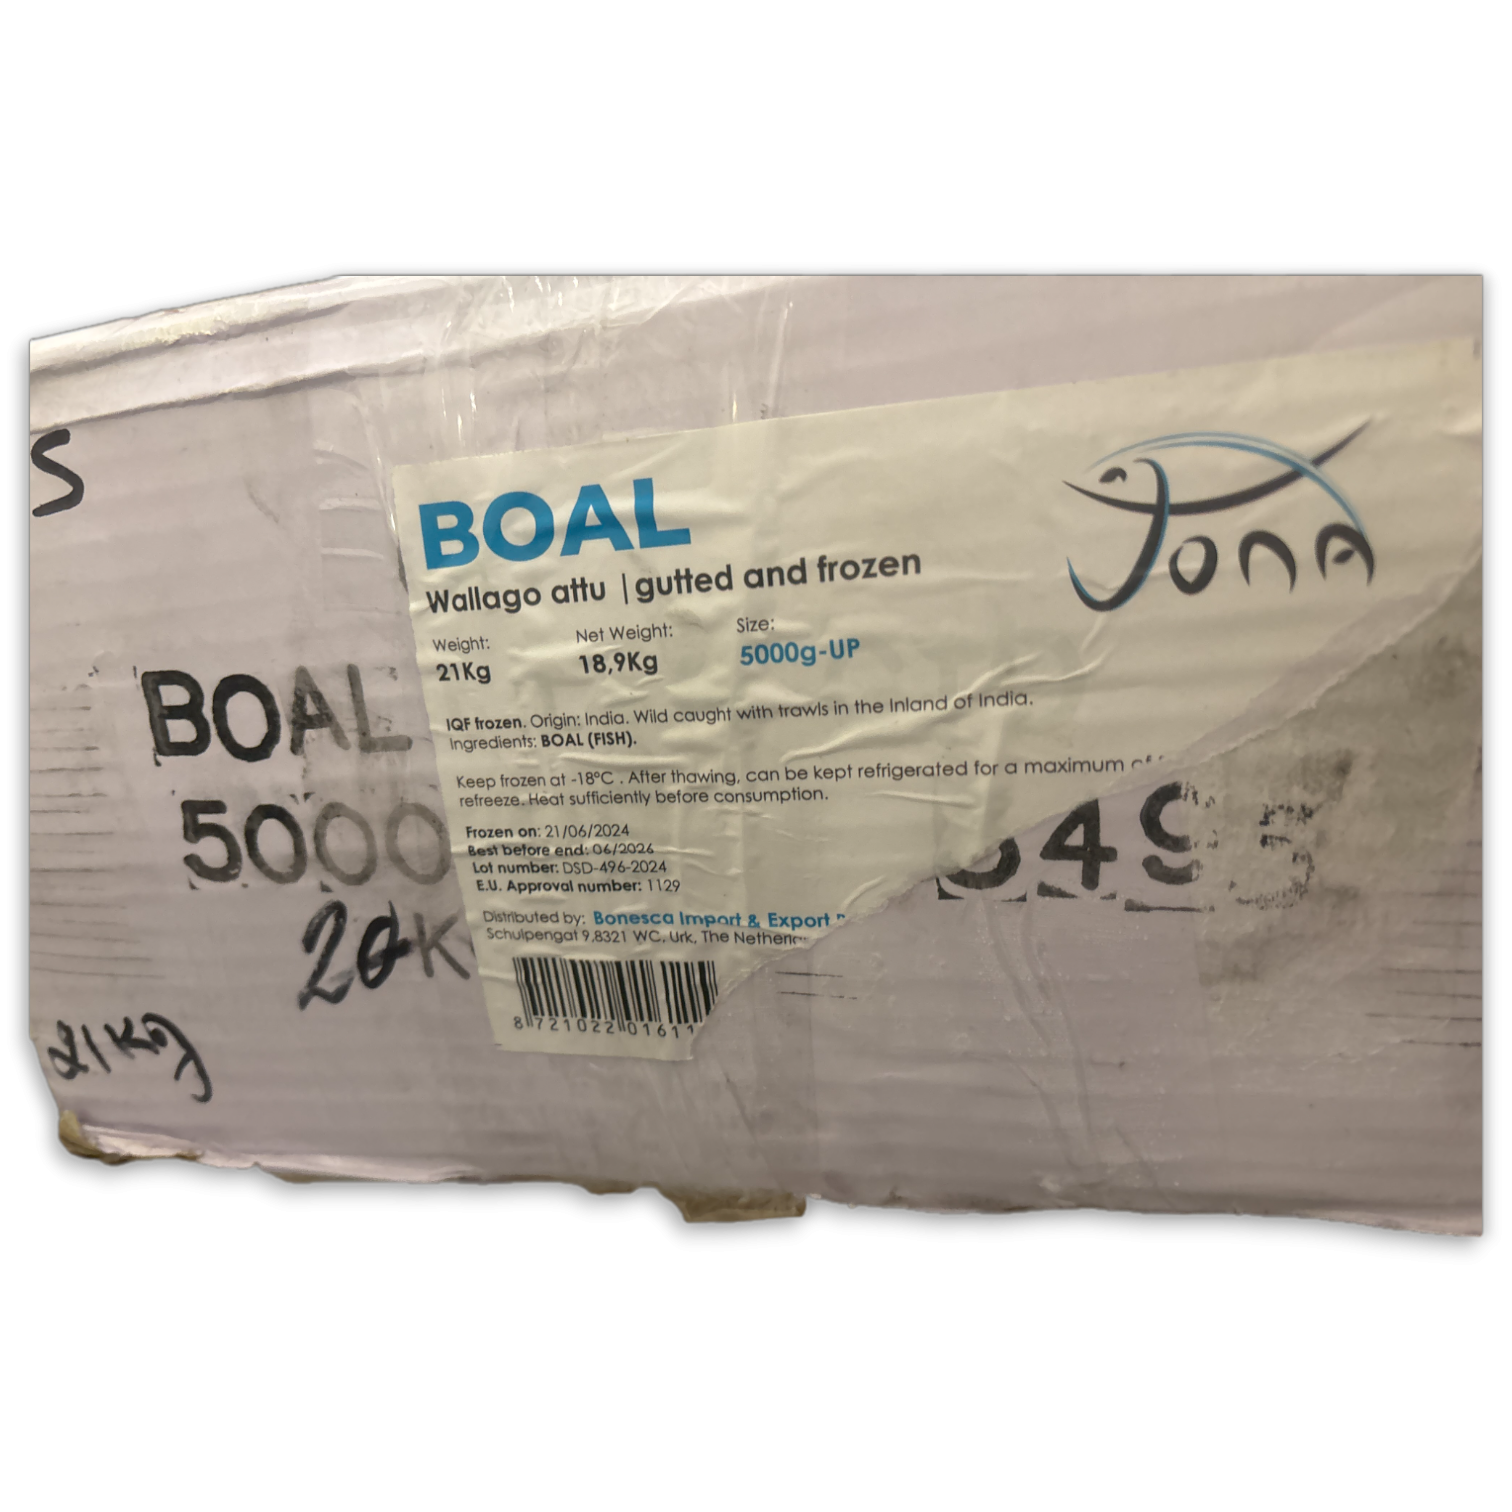 S
BOAL
Jona
Wallago attu | gutted and frozen
Weight: Net Weight: Size:
21Kg 18,9Kg 5000g-UP
IQF frozen. Origin: India. Wild caught with trawls in the Inland of India.
Ingredients: BOAL (FISH).
Keep frozen at -18°C . After thawing, can be kept refrigerated for a maximum of
refreeze. Heat sufficiently before consumption.
Frozen on: 21/06/2024
Best before end: 06/2026
Lot number: DSD-496-2024
E.U. Approval number: 1129
Distributed by: Bonesca Import & Export
Schulpengat 9,8321 WC, Urk, The
8 721022 01611
BOAL
5000
21Kg